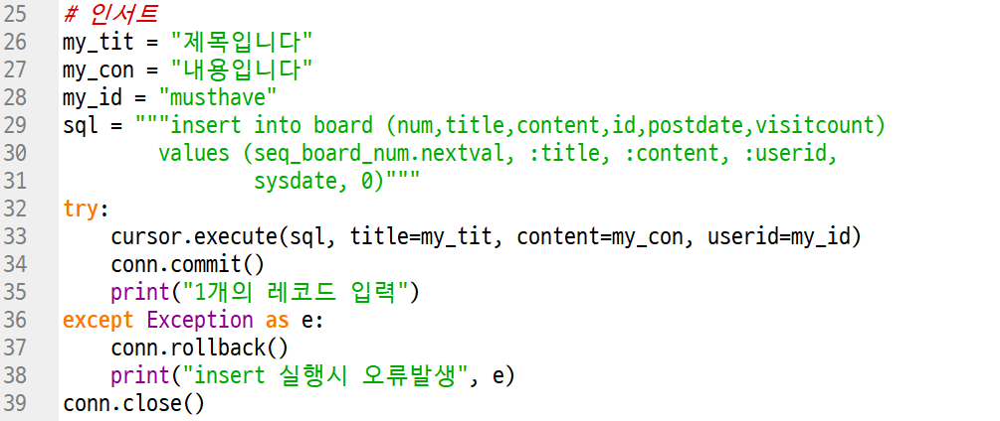 25 # 인서트
26 my_tit = "제목입니다"
27 my_con = "내용입니다"
28 my_id = "musthave"
29 sql = """insert into board (num,title,content,id,postdate,visitcount)
30         values (seq_board_num.nextval, :title, :content, :userid,
31                 sysdate, 0)"""
32 try:
33     cursor.execute(sql, title=my_tit, content=my_con, userid=my_id)
34     conn.commit()
35     print("1개의 레코드 입력")
36 except Exception as e:
37     conn.rollback()
38     print("insert 실행시 오류발생", e)
39 conn.close()